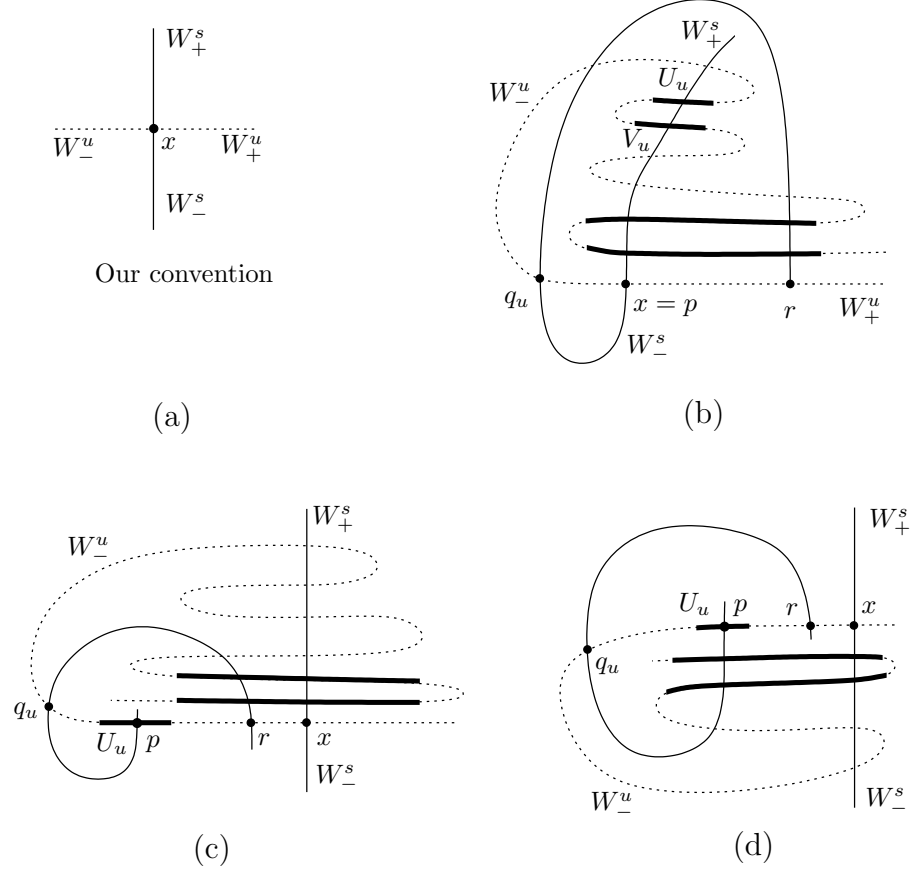 W^s_+
W^u_- x W^u_+
W^s_-
Our convention
(a)
W^s_+
U_u
W^u_-
V_u
q_u x = p r W^u_+
W^s_-
(b)
W^s_+
W^u_-
q_u
U_u p r x
W^s_-
(c)
W^s_+
U_u p r x
q_u
W^u_- W^s_-
(d)